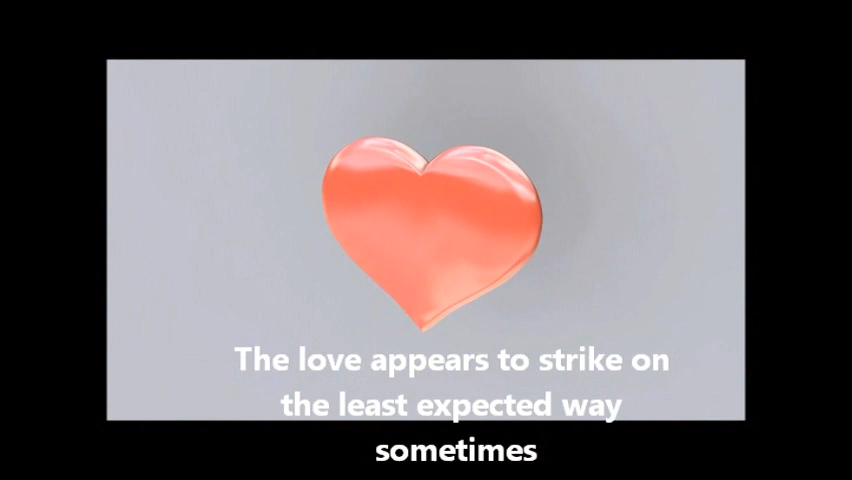 The love appears to strike on
the least expected way
sometimes